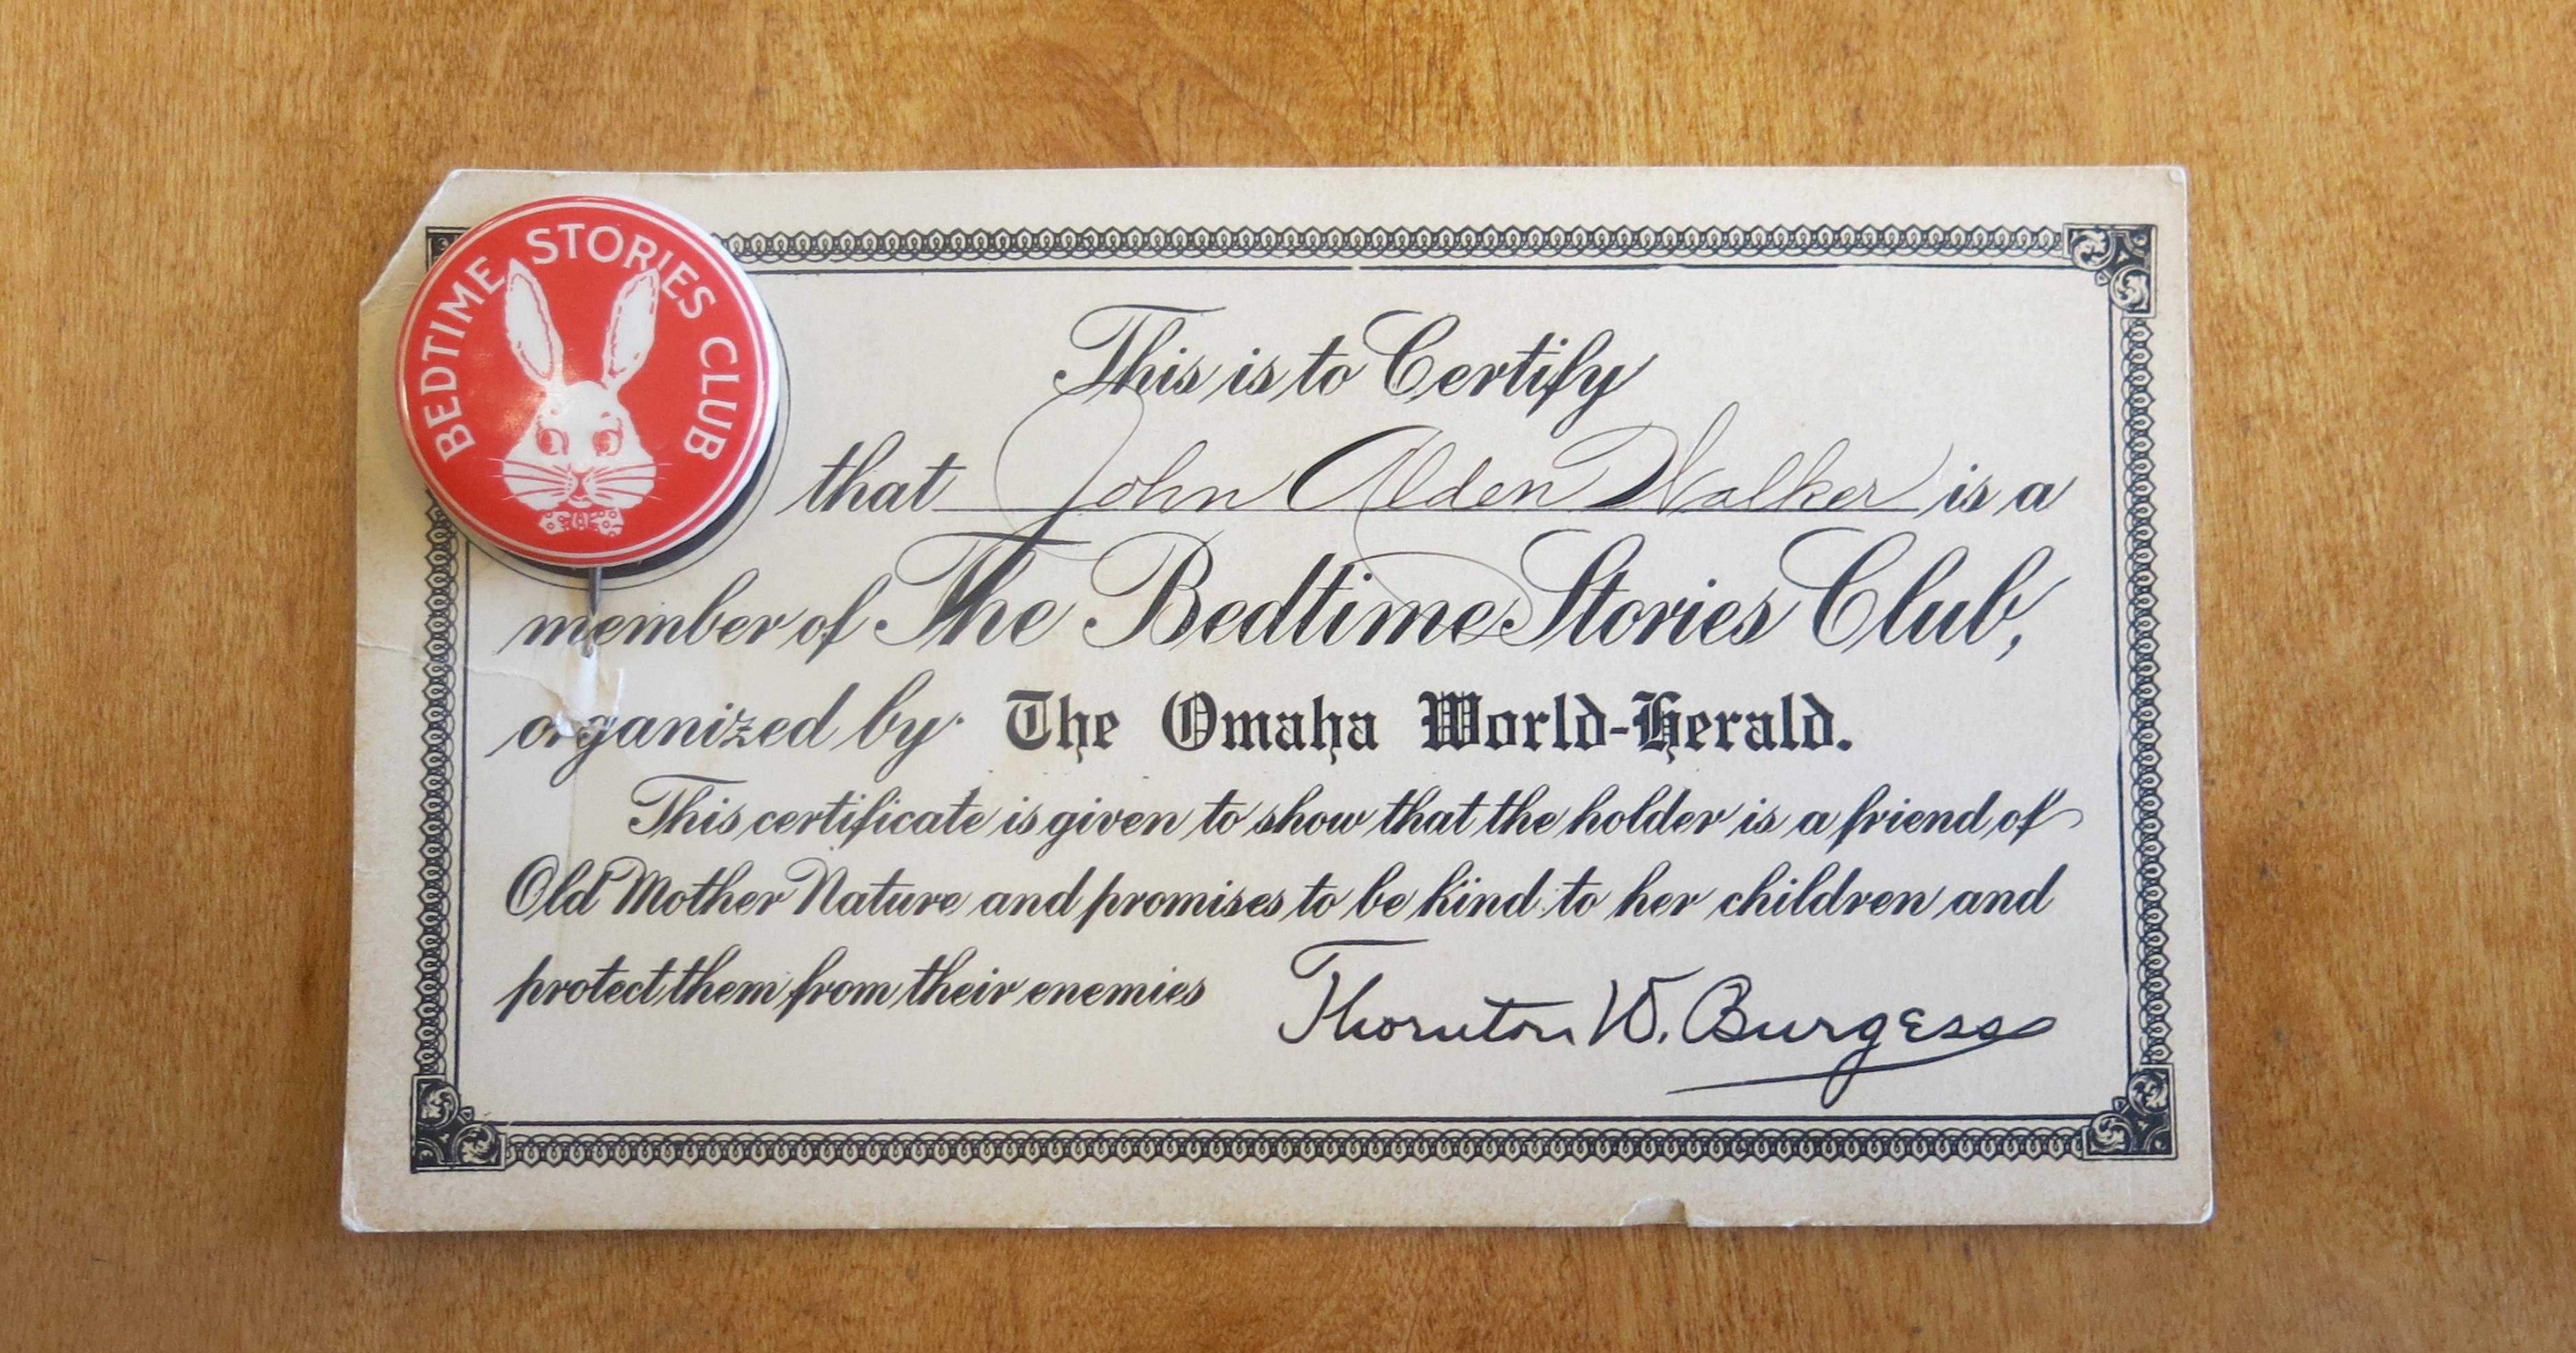 BEDTIME STORIES CLUB
This is to Certify
that John Alden Walker is a
member of The Bedtime Stories Club,
organized by The Omaha World-Herald.
This certificate is given to show that the holder is a friend of
Old Mother Nature and promises to be kind to her children and
protect them from their enemies
Thornton W. Burgess